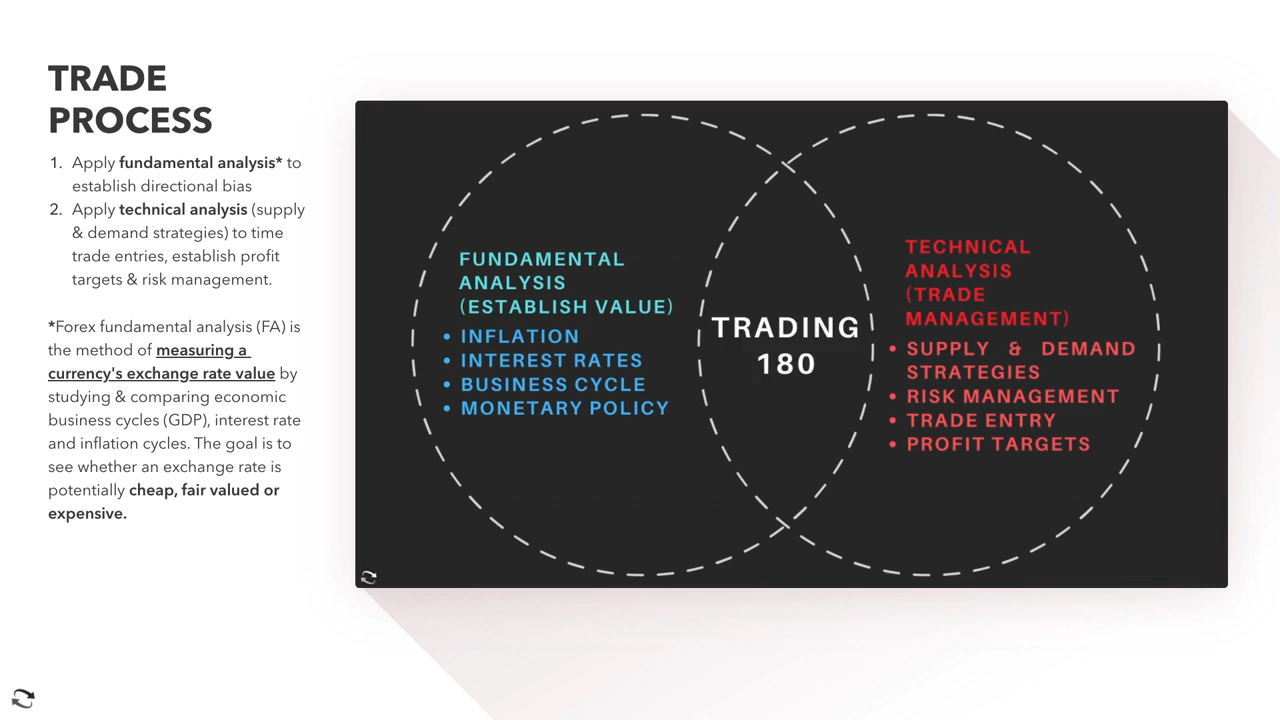 TRADE
PROCESS
1. Apply fundamental analysis* to
establish directional bias
2. Apply technical analysis (supply
& demand strategies) to time
trade entries, establish profit
targets & risk management.
*Forex fundamental analysis (FA) is
the method of measuring a
currency's exchange rate value by
studying & comparing economic
business cycles (GDP), interest rate
and inflation cycles. The goal is to
see whether an exchange rate is
potentially cheap, fair valued or
expensive.
FUNDAMENTAL
ANALYSIS
(ESTABLISH VALUE)
• INFLATION
• INTEREST RATES
• BUSINESS CYCLE
• MONETARY POLICY
TRADING
180
TECHNICAL
ANALYSIS
(TRADE
MANAGEMENT)
• SUPPLY & DEMAND
STRATEGIES
• RISK MANAGEMENT
• TRADE ENTRY
• PROFIT TARGETS